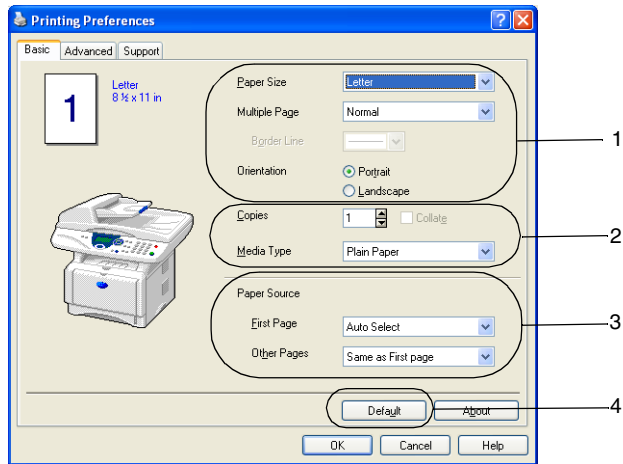 Printing Preferences
Basic Advanced Support
1
Letter
8 ½ x 11 in
Paper Size Letter
Multiple Page Normal
Border Line
Orientation Portrait
Landscape
Copies 1 Collate
Media Type Plain Paper
Paper Source
First Page Auto Select
Other Pages Same as First page
Default About
OK Cancel Help
1
2
3
4